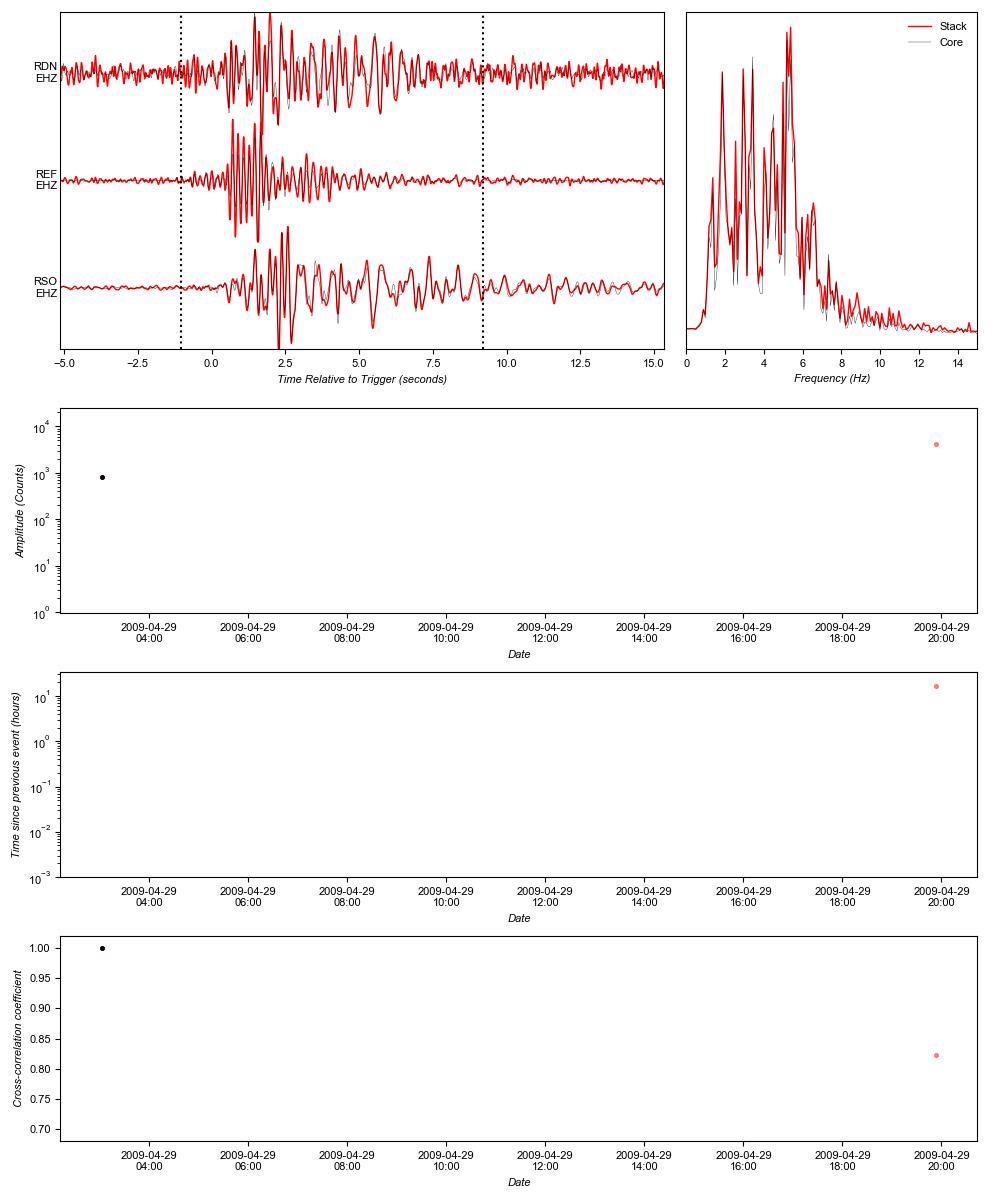 RDN
EHZ
REF
EHZ
RSO
EHZ
−5.0 −2.5 0.0 2.5 5.0 7.5 10.0 12.5 15.0
Time Relative to Trigger (seconds)
Stack
Core
0 2 4 6 8 10 12 14
Frequency (Hz)
10⁴
10³
10²
10¹
10⁰
Amplitude (Counts)
2009-04-29 2009-04-29 2009-04-29 2009-04-29 2009-04-29 2009-04-29 2009-04-29 2009-04-29 2009-04-29
04:00 06:00 08:00 10:00 12:00 14:00 16:00 18:00 20:00
Date
10¹
10⁰
10⁻¹
10⁻²
10⁻³
Time since previous event (hours)
2009-04-29 2009-04-29 2009-04-29 2009-04-29 2009-04-29 2009-04-29 2009-04-29 2009-04-29 2009-04-29
04:00 06:00 08:00 10:00 12:00 14:00 16:00 18:00 20:00
Date
1.00
0.95
0.90
0.85
0.80
0.75
0.70
Cross-correlation coefficient
2009-04-29 2009-04-29 2009-04-29 2009-04-29 2009-04-29 2009-04-29 2009-04-29 2009-04-29 2009-04-29
04:00 06:00 08:00 10:00 12:00 14:00 16:00 18:00 20:00
Date